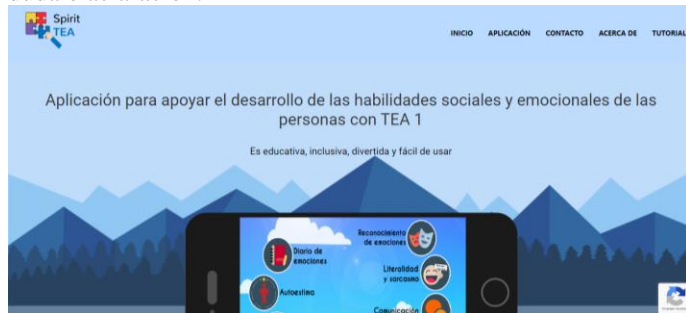 Spirit
TEA
INICIO APLICACIÓN CONTACTO ACERCA DE TUTORIAL
Aplicación para apoyar el desarrollo de las habilidades sociales y emocionales de las
personas con TEA 1
Es educativa, inclusiva, divertida y fácil de usar
Reconocimiento
de emociones
Diario de
emociones
Literalidad
y sarcasmo
Autoestima
Comunicación